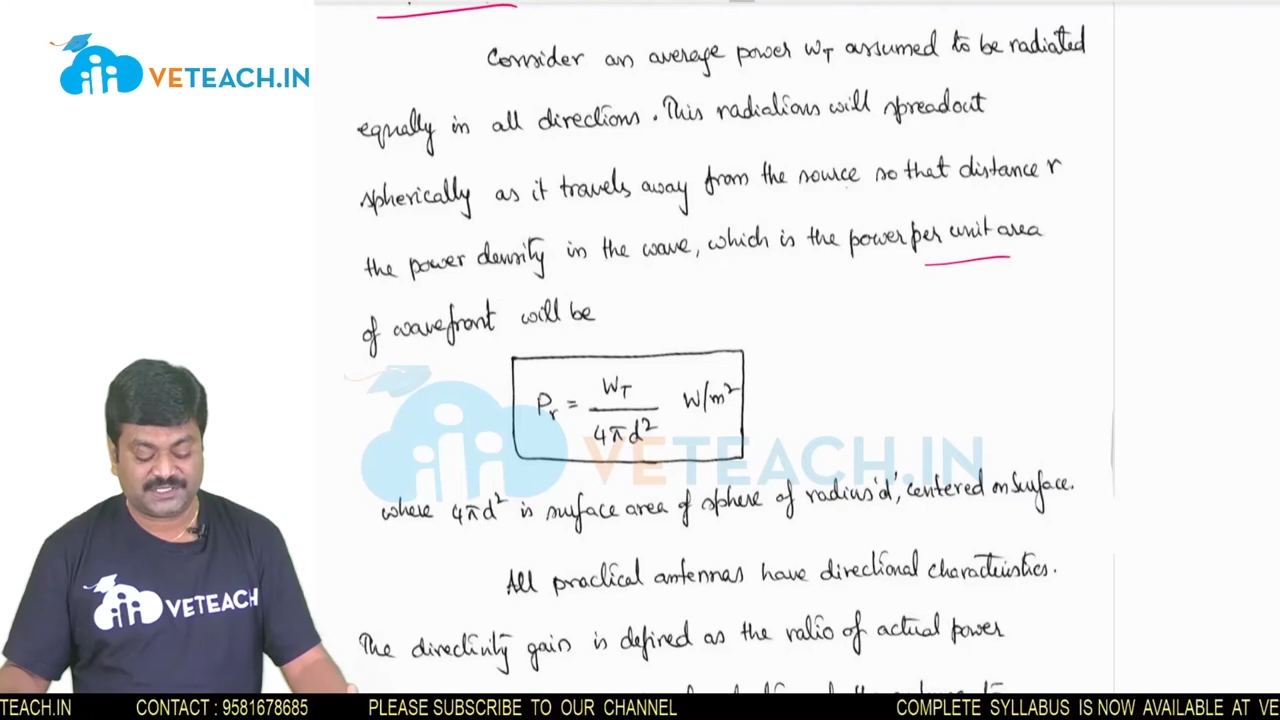 VETEACH.IN
Consider an average power WT assumed to be radiated
equally in all directions. This radiations will spreadout
spherically as it travels away from the source so that distance r
the power density in the wave, which is the power per unit area
of wavefront will be
Pr = WT / 4πd² W/m²
VETEACH.IN
where 4πd² is surface area of sphere of radius 'd', centered on surface.
All practical antennas have directional characteristics.
The directivity gain is defined as the ratio of actual power
VETEACH
TEACH.IN CONTACT : 9581678685 PLEASE SUBSCRIBE TO OUR CHANNEL COMPLETE SYLLABUS IS NOW AVAILABLE AT VE